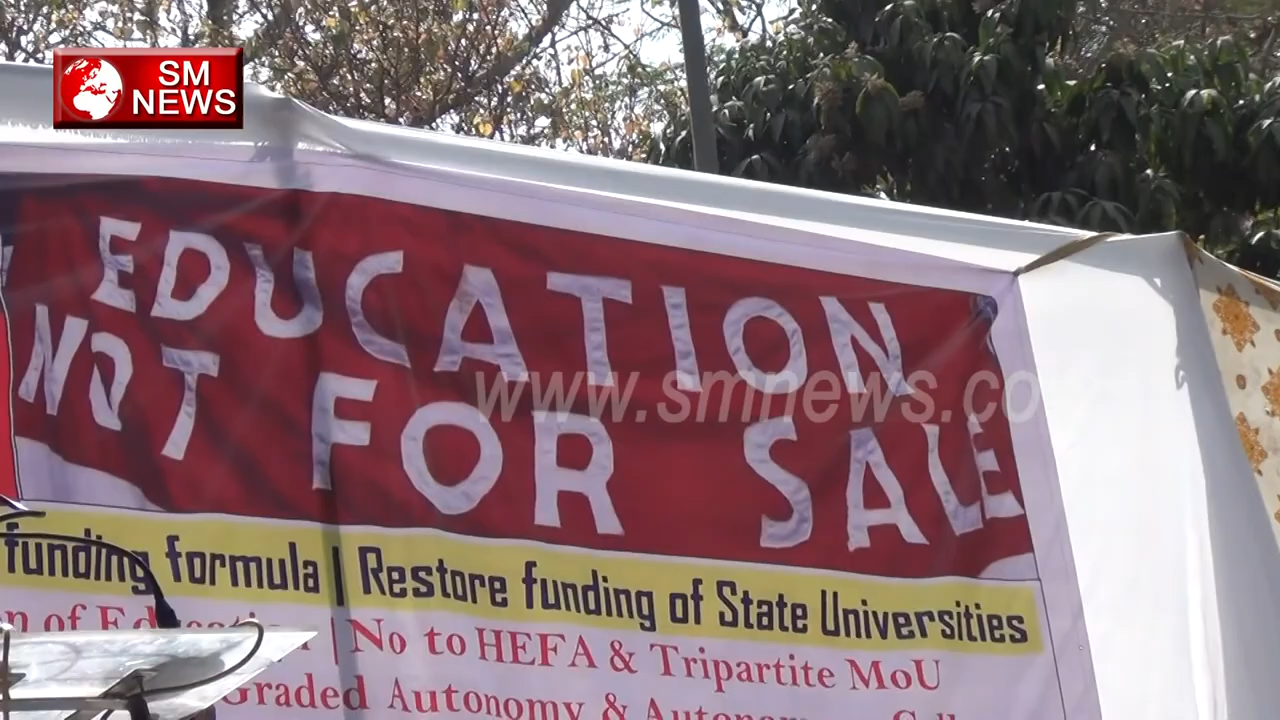 SM
NEWS
EDUCATION
NOT FOR SALE
www.smnews.co
funding formula | Restore funding of State Universities
of | No to HEFA & Tripartite MoU
Graded Autonomy &